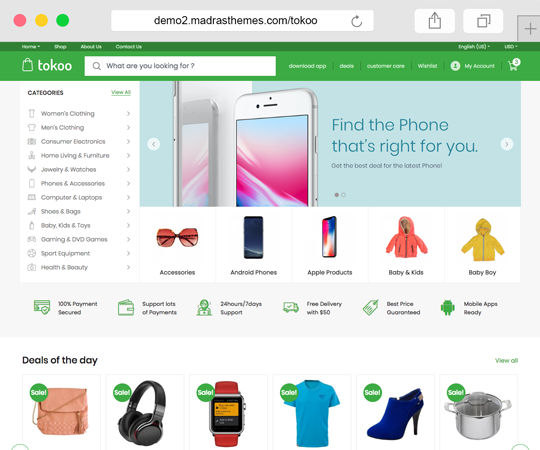 demo2.madrasthemes.com/tokoo
Home
Shop
About Us
Contact Us
English (US)
USD
tokoo
What are you looking for ?
download app
deals
customer care
Wishlist
My Account
3
CATEGORIES
View All
Women's Clothing
Men's Clothing
Consumer Electronics
Home Living & Furniture
Jewelry & Watches
Phones & Accessories
Computer & Laptops
Shoes & Bags
Baby, Kids & Toys
Gaming & DVD Games
Sport Equipment
Health & Beauty
Find the Phone
that's right for you.
Get the best deal for the latest Phone!
Accessories
Android Phones
Apple Products
Baby & Kids
Baby Boy
100% Payment
Secured
Support lots
of Payments
24hours/7days
Support
Free Delivery
with $50
Best Price
Guaranteed
Mobile Apps
Ready
Deals of the day
View all
Sale!
Sale!
Sale!
Sale!
Sale!
Sale!